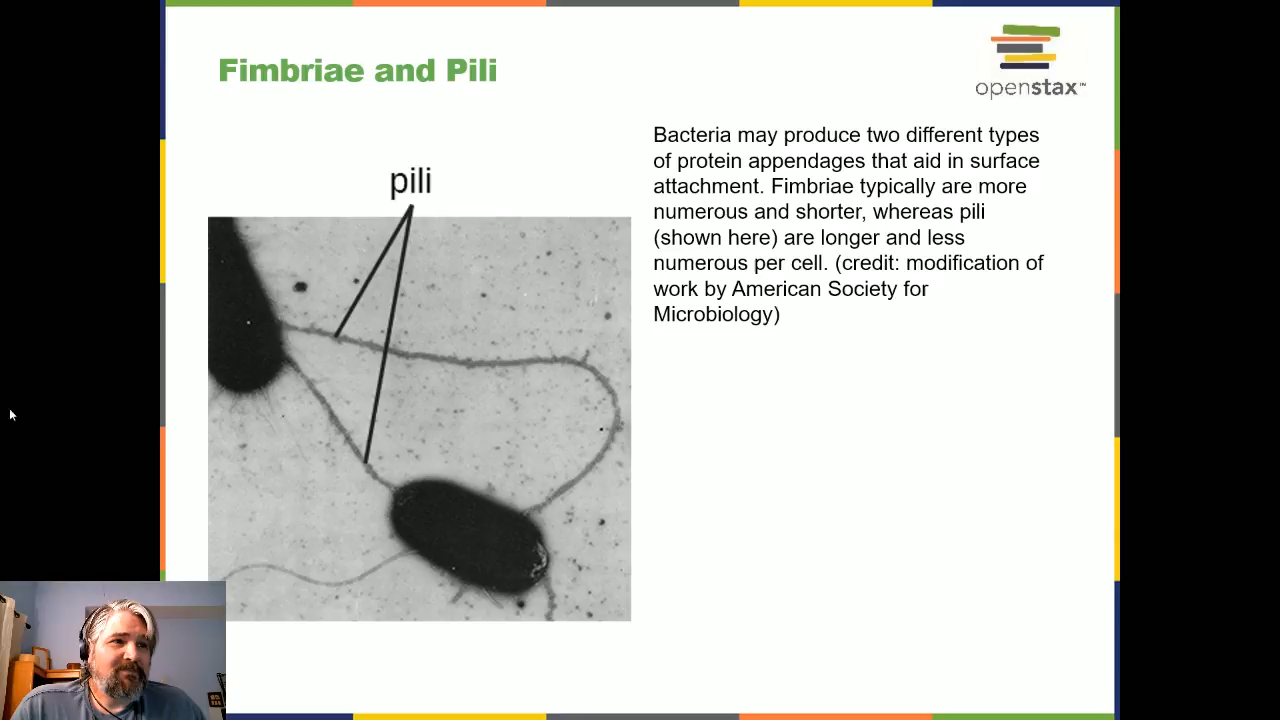 Fimbriae and Pili
openstax™
pili
Bacteria may produce two different types
of protein appendages that aid in surface
attachment. Fimbriae typically are more
numerous and shorter, whereas pili
(shown here) are longer and less
numerous per cell. (credit: modification of
work by American Society for
Microbiology)